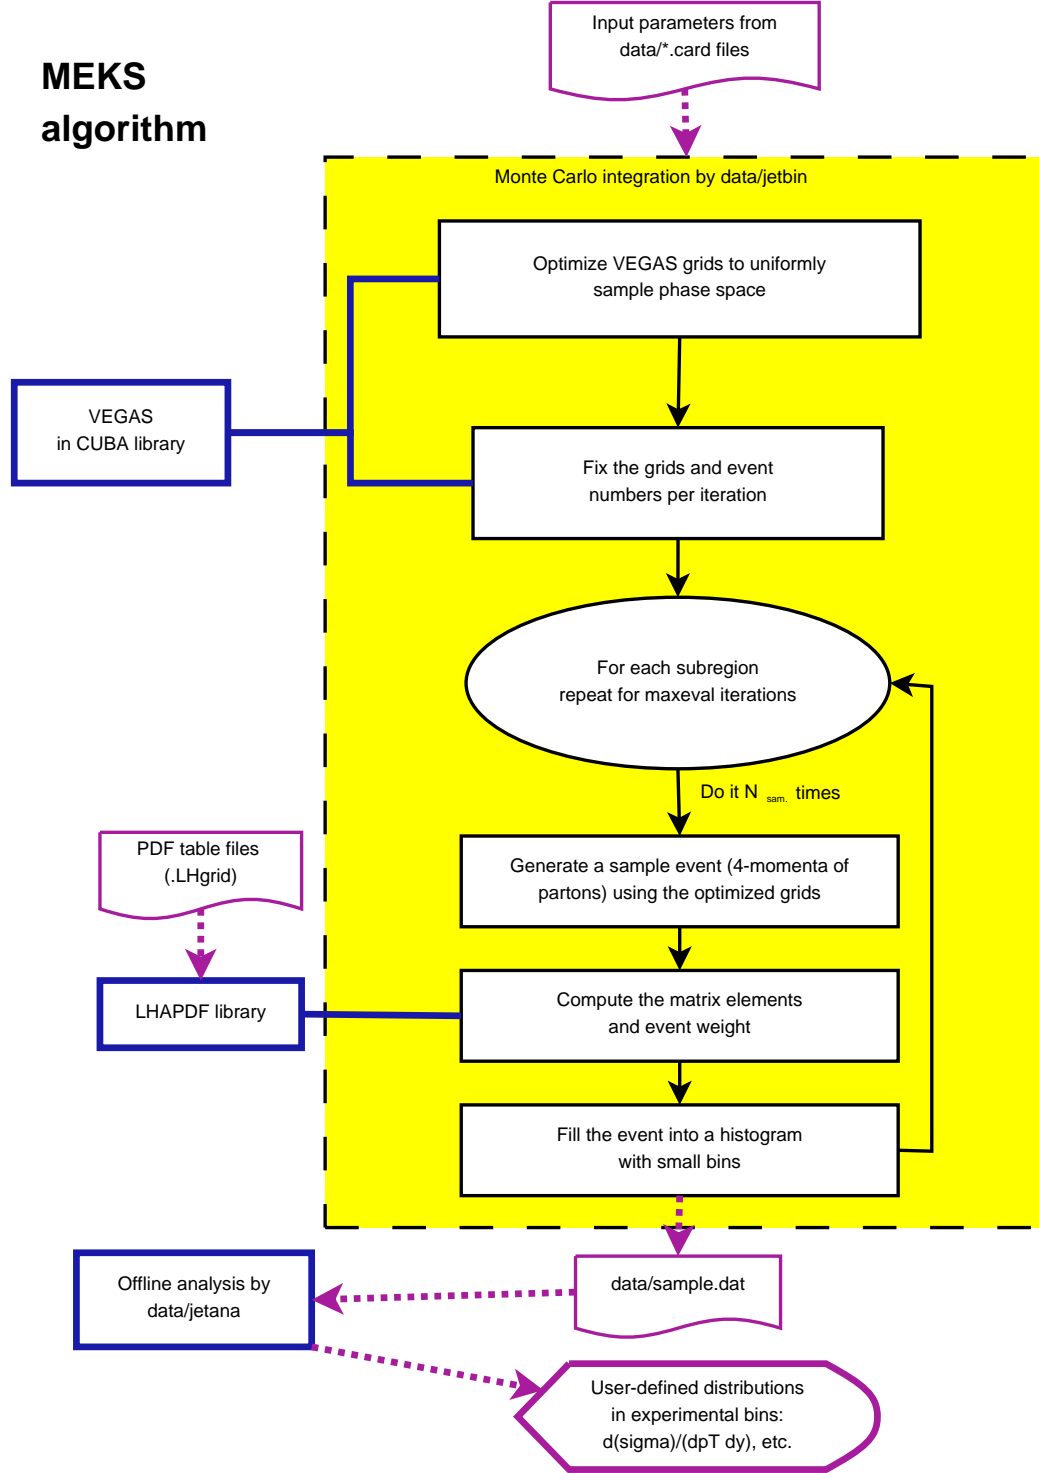 MEKS
algorithm
Input parameters from
data/*.card files
Monte Carlo integration by data/jetbin
Optimize VEGAS grids to uniformly
sample phase space
VEGAS
in CUBA library
Fix the grids and event
numbers per iteration
For each subregion
repeat for maxeval iterations
Do it N sam. times
PDF table files
(.LHgrid)
Generate a sample event (4-momenta of
partons) using the optimized grids
LHAPDF library
Compute the matrix elements
and event weight
Fill the event into a histogram
with small bins
Offline analysis by
data/jetana
data/sample.dat
User-defined distributions
in experimental bins:
d(sigma)/(dpT dy), etc.